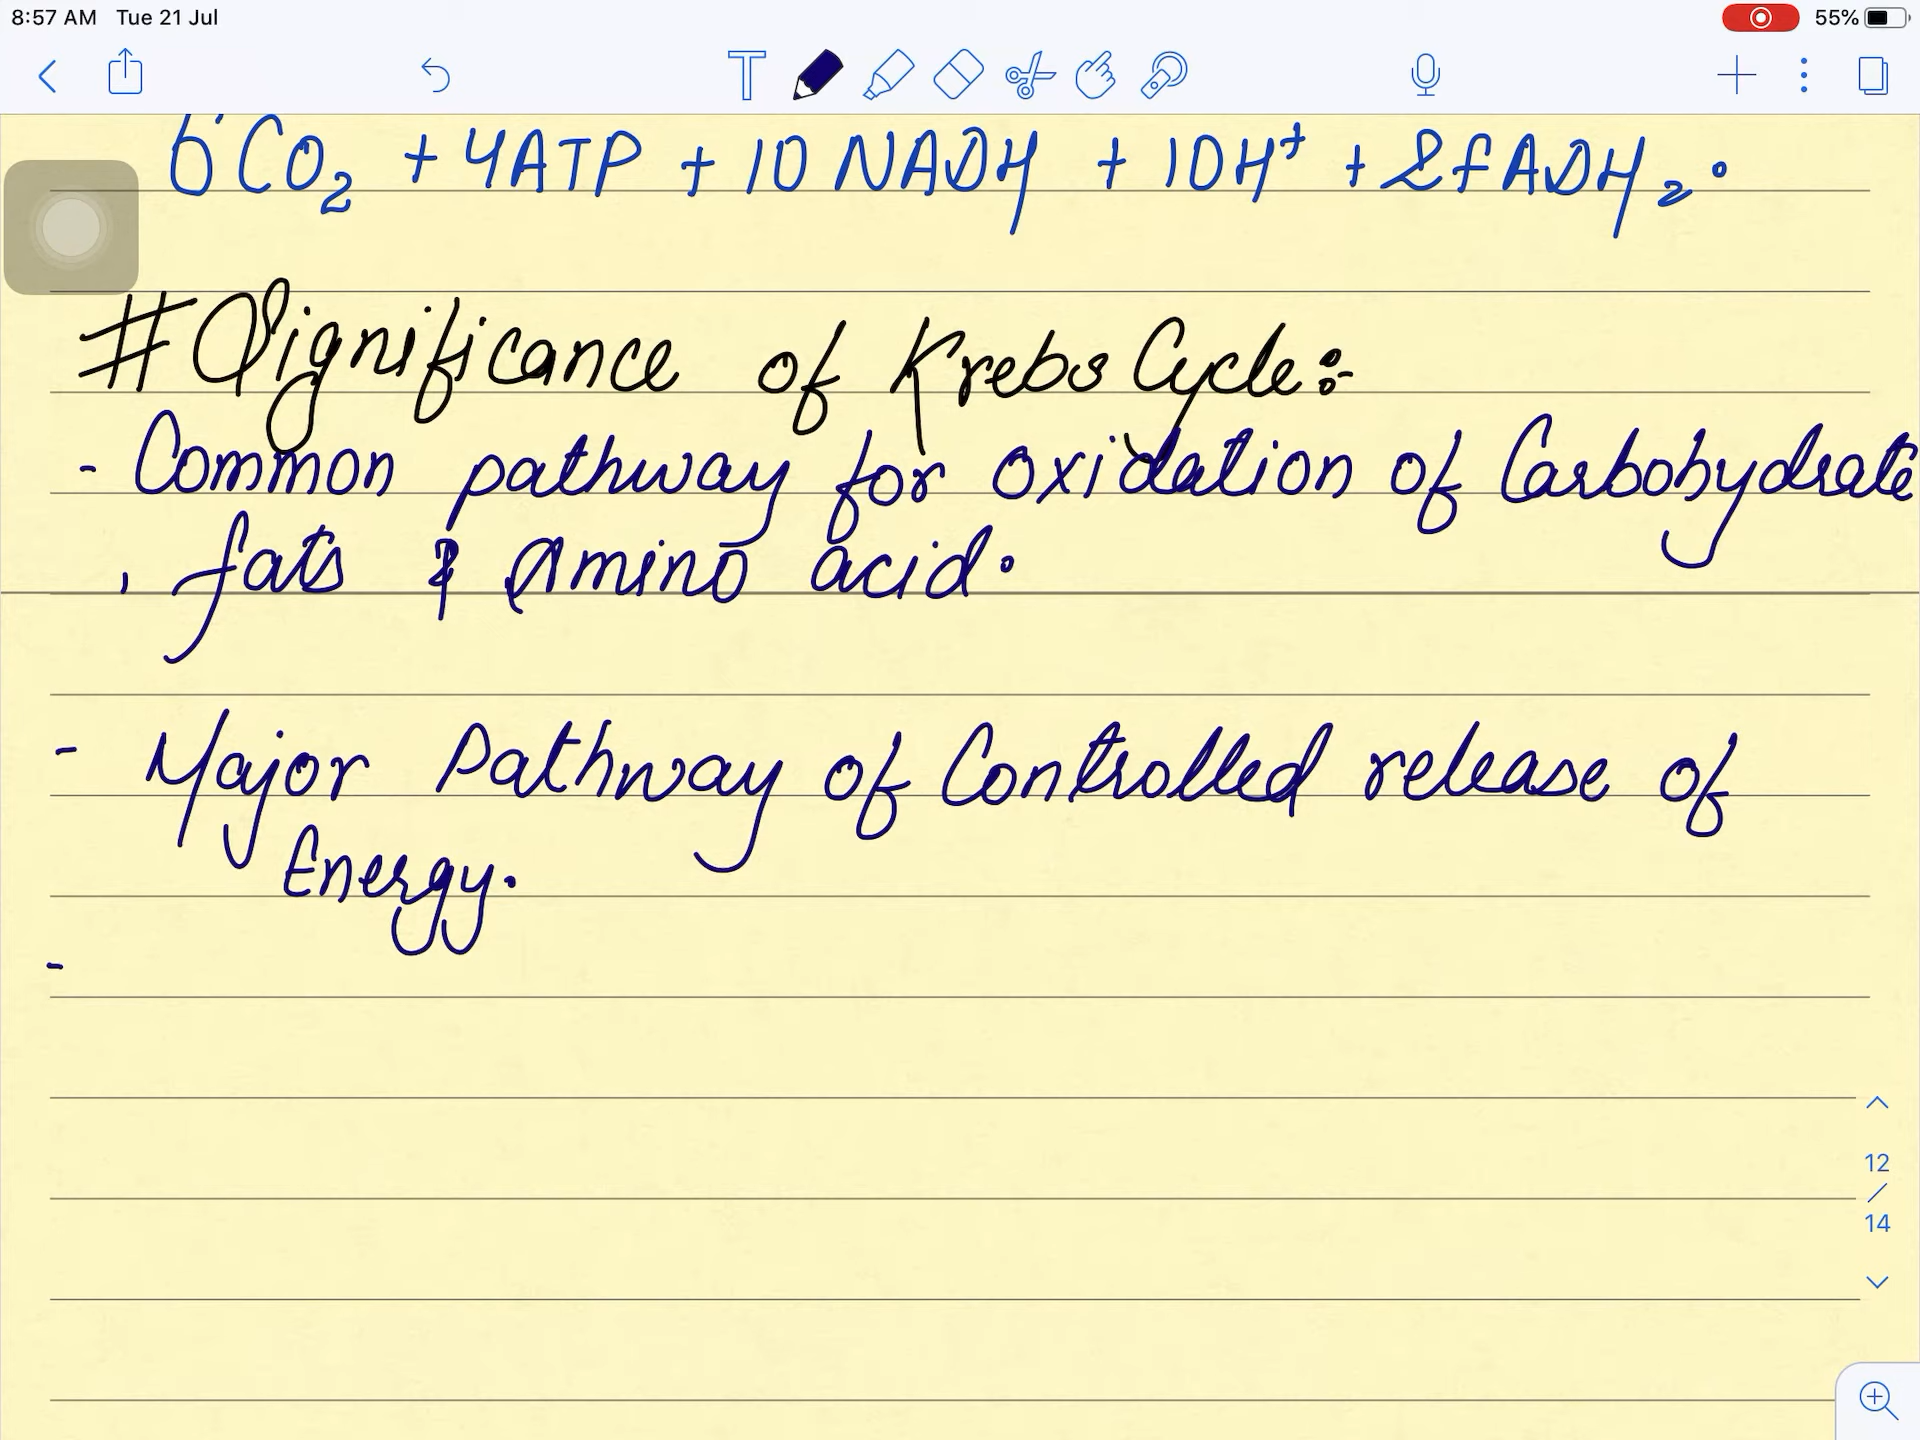 8:57 AM Tue 21 Jul 55%
6CO2 + 4ATP + 10 NADH + 10H+ + 2fADH2.
# Significance of Krebs Cycle:-
- Common pathway for oxidation of Carbohydrate
, fats & Amino acid.
- Major Pathway of Controlled release of
Energy.
-
12
/
14